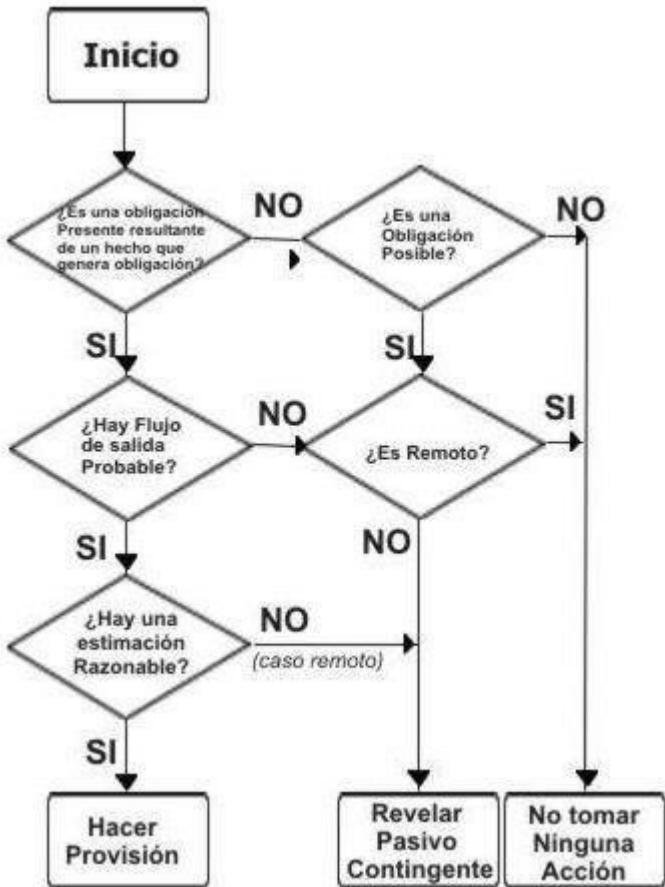 Inicio
¿Es una obligación
Presente resultante
de un hecho que
genera obligación?
NO
¿Es una
Obligación
Posible?
NO
SI
SI
¿Hay Flujo
de salida
Probable?
NO
¿Es Remoto?
SI
SI
NO
¿Hay una
estimación
Razonable?
NO
(caso remoto)
SI
Hacer
Provisión
Revelar
Pasivo
Contingente
No tomar
Ninguna
Acción